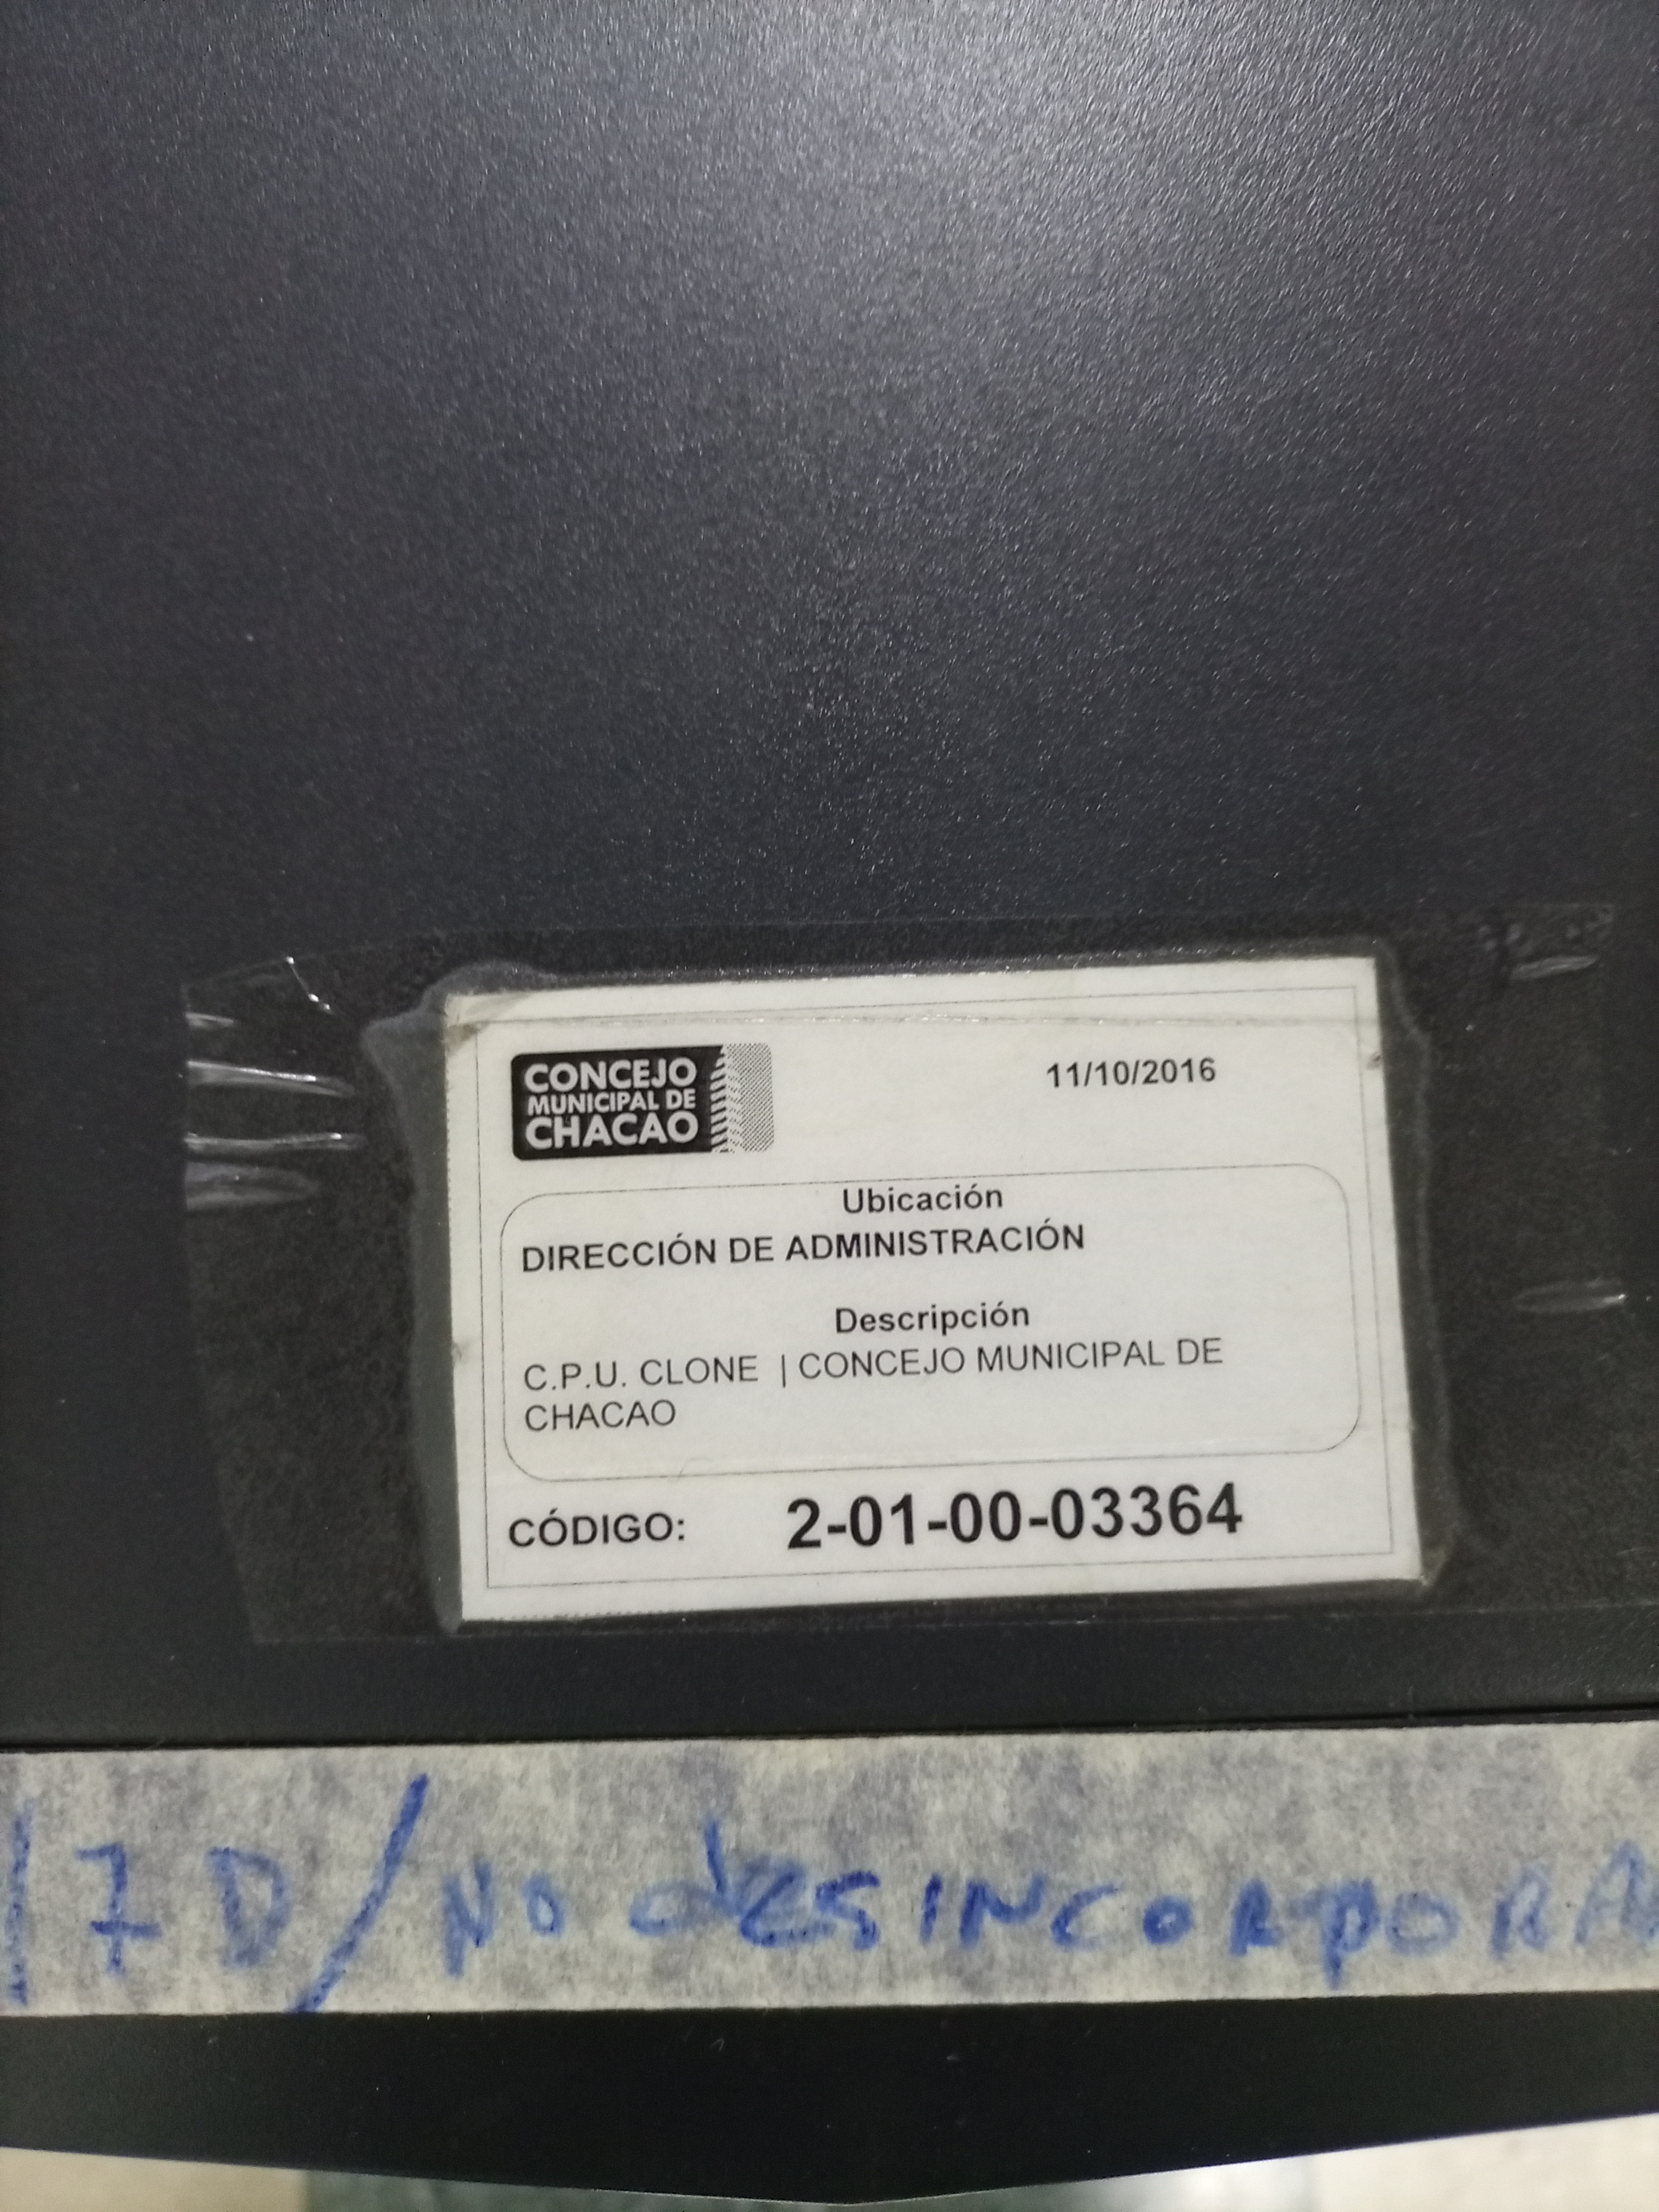 CONCEJO
MUNICIPAL DE
CHACAO
11/10/2016
Ubicación
DIRECCIÓN DE ADMINISTRACIÓN
Descripción
C.P.U. CLONE | CONCEJO MUNICIPAL DE
CHACAO
CÓDIGO: 2-01-00-03364
/7 D/NO dESINCORPORA